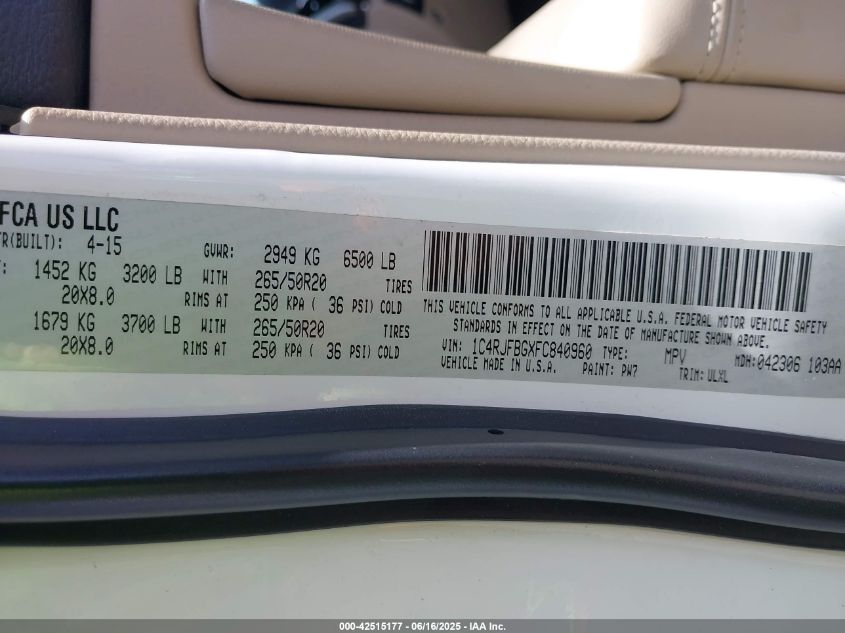 FCA US LLC
TR(BUILT): 4-15 GVWR: 2949 KG 6500 LB
T: 1452 KG 3200 LB WITH 265/50R20 TIRES
20X8.0 RIMS AT 250 KPA ( 36 PSI) COLD
1679 KG 3700 LB WITH 265/50R20 TIRES
20X8.0 RIMS AT 250 KPA ( 36 PSI) COLD
THIS VEHICLE CONFORMS TO ALL APPLICABLE U.S.A. FEDERAL MOTOR VEHICLE SAFETY
STANDARDS IN EFFECT ON THE DATE OF MANUFACTURE SHOWN ABOVE.
VIN: 1C4RJFBGXFC840960 TYPE: MPV MDH:042306 103AA
VEHICLE MADE IN U.S.A. PAINT: PW7 TRIM:ULXL
000-42515177 - 06/16/2025 - IAA Inc.